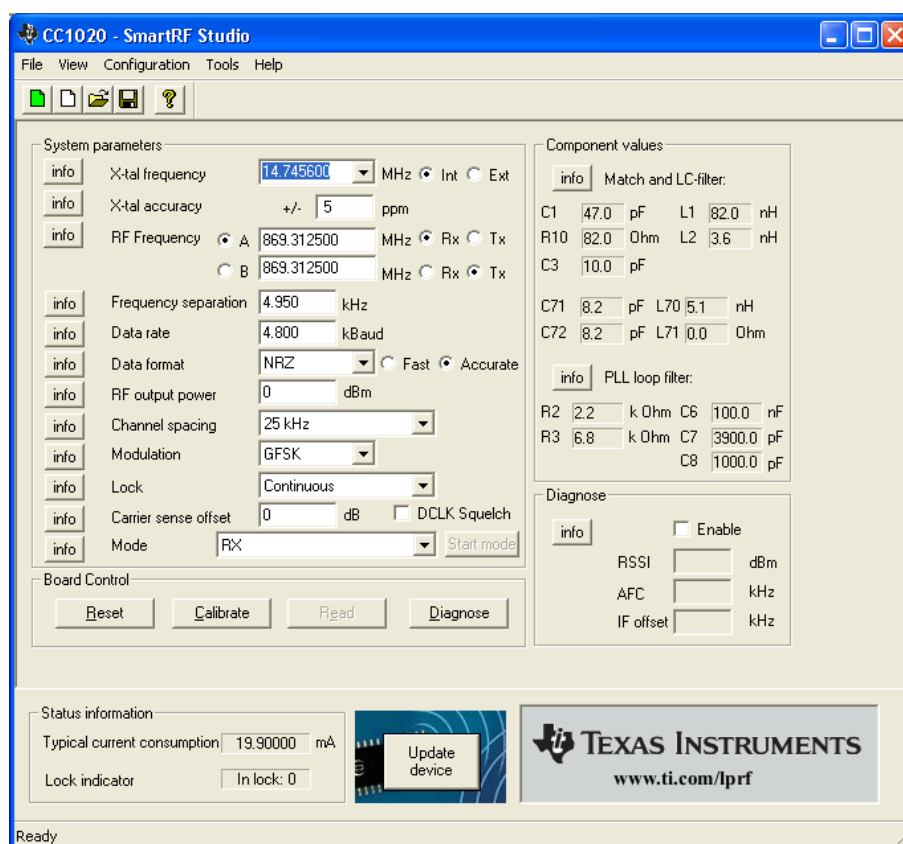 CC1020 - SmartRF Studio
File View Configuration Tools Help
System parameters
info X-tal frequency 14.745600 MHz Int Ext
info X-tal accuracy +/- 5 ppm
info RF Frequency A 869.312500 MHz Rx Tx
B 869.312500 MHz Rx Tx
info Frequency separation 4.950 kHz
info Data rate 4.800 kBaud
info Data format NRZ Fast Accurate
info RF output power 0 dBm
info Channel spacing 25 kHz
info Modulation GFSK
info Lock Continuous
info Carrier sense offset 0 dB DCLK Squelch
info Mode RX Start mode
Board Control
Reset Calibrate Read Diagnose
Component values
info Match and LC-filter:
C1 47.0 pF L1 82.0 nH
R10 82.0 Ohm L2 3.6 nH
C3 10.0 pF
C71 8.2 pF L70 5.1 nH
C72 8.2 pF L71 0.0 Ohm
info PLL loop filter:
R2 2.2 k Ohm C6 100.0 nF
R3 6.8 k Ohm C7 3900.0 pF
C8 1000.0 pF
Diagnose
info Enable
RSSI dBm
AFC kHz
IF offset kHz
Status information
Typical current consumption 19.90000 mA
Lock indicator In lock: 0
Update
device
TEXAS INSTRUMENTS
www.ti.com/lprf
Ready